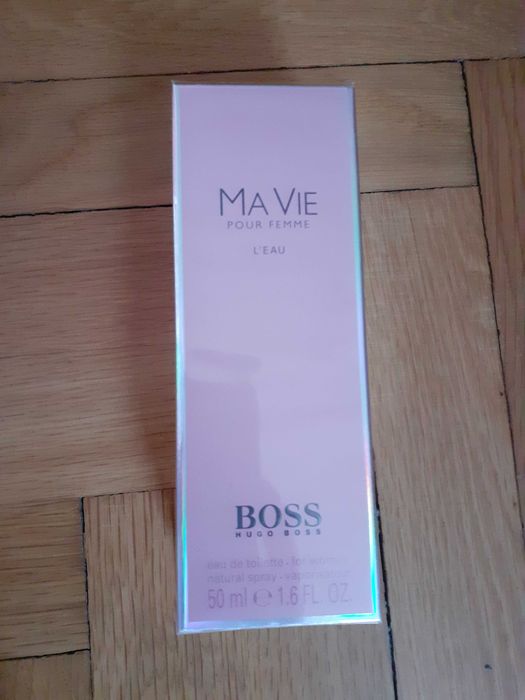 MA VIE
POUR FEMME
L'EAU
BOSS
HUGO BOSS
eau de toilette - for women
natural spray - vaporisateur
50 ml ℮ 1.6 FL. OZ.